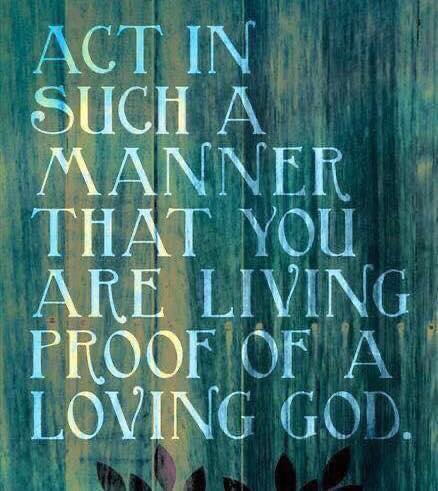 ACT IN
SUCH A
MANNER
THAT YOU
ARE LIVING
PROOF OF A
LOVING GOD.